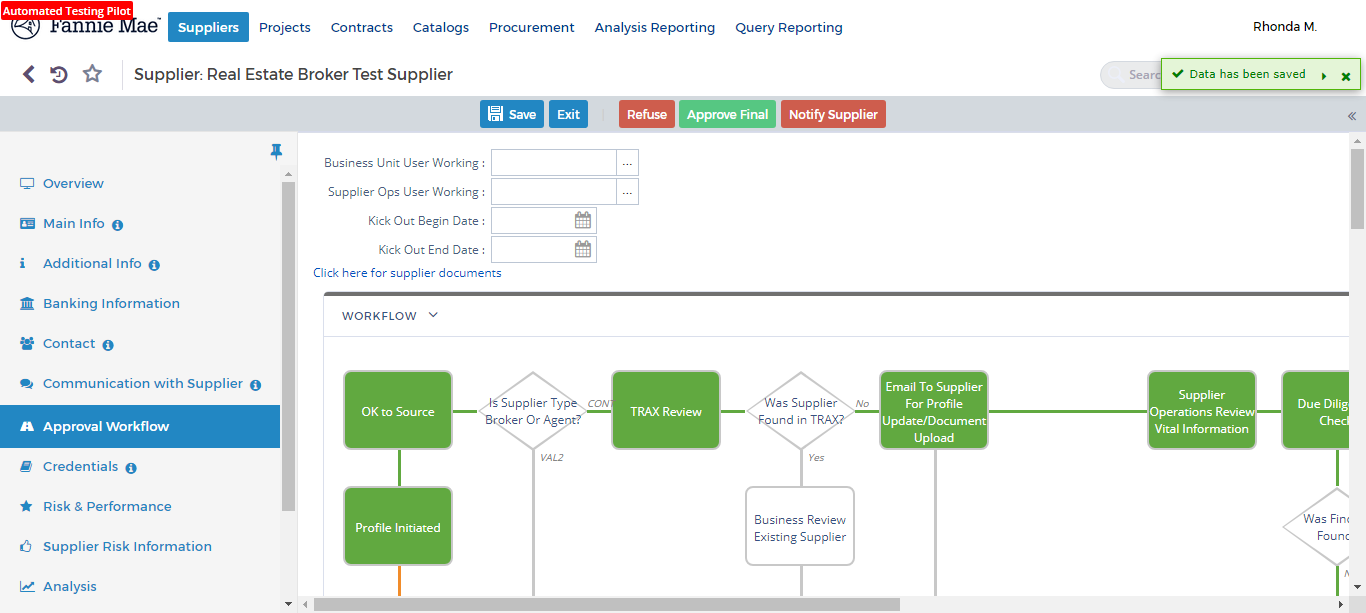 Automated Testing Pilot
Fannie Mae
Suppliers
Projects
Contracts
Catalogs
Procurement
Analysis Reporting
Query Reporting
Rhonda M.
Supplier: Real Estate Broker Test Supplier
Data has been saved
Save
Exit
Refuse
Approve Final
Notify Supplier
Overview
Main Info
Additional Info
Banking Information
Contact
Communication with Supplier
Approval Workflow
Credentials
Risk & Performance
Supplier Risk Information
Analysis
Business Unit User Working :
...
Supplier Ops User Working :
...
Kick Out Begin Date :
Kick Out End Date :
Click here for supplier documents
WORKFLOW
OK to Source
Is Supplier Type
Broker Or Agent?
CONT
VAL2
TRAX Review
Was Supplier
Found in TRAX?
No
Yes
Email To Supplier
For Profile
Update/Document
Upload
Supplier
Operations Review
Vital Information
Due Dilig
Chec
Profile Initiated
Business Review
Existing Supplier
Was Find
Found